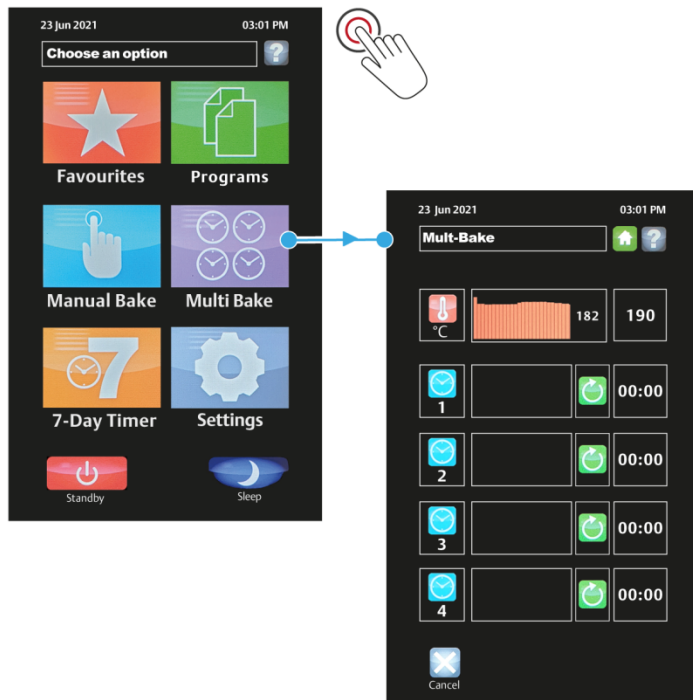 23 Jun 2021 03:01 PM
Choose an option ?
Favourites Programs
Manual Bake Multi Bake
7
7-Day Timer Settings
Standby Sleep
23 Jun 2021 03:01 PM
Mult-Bake ?
°C 182 190
1 00:00
2 00:00
3 00:00
4 00:00
Cancel